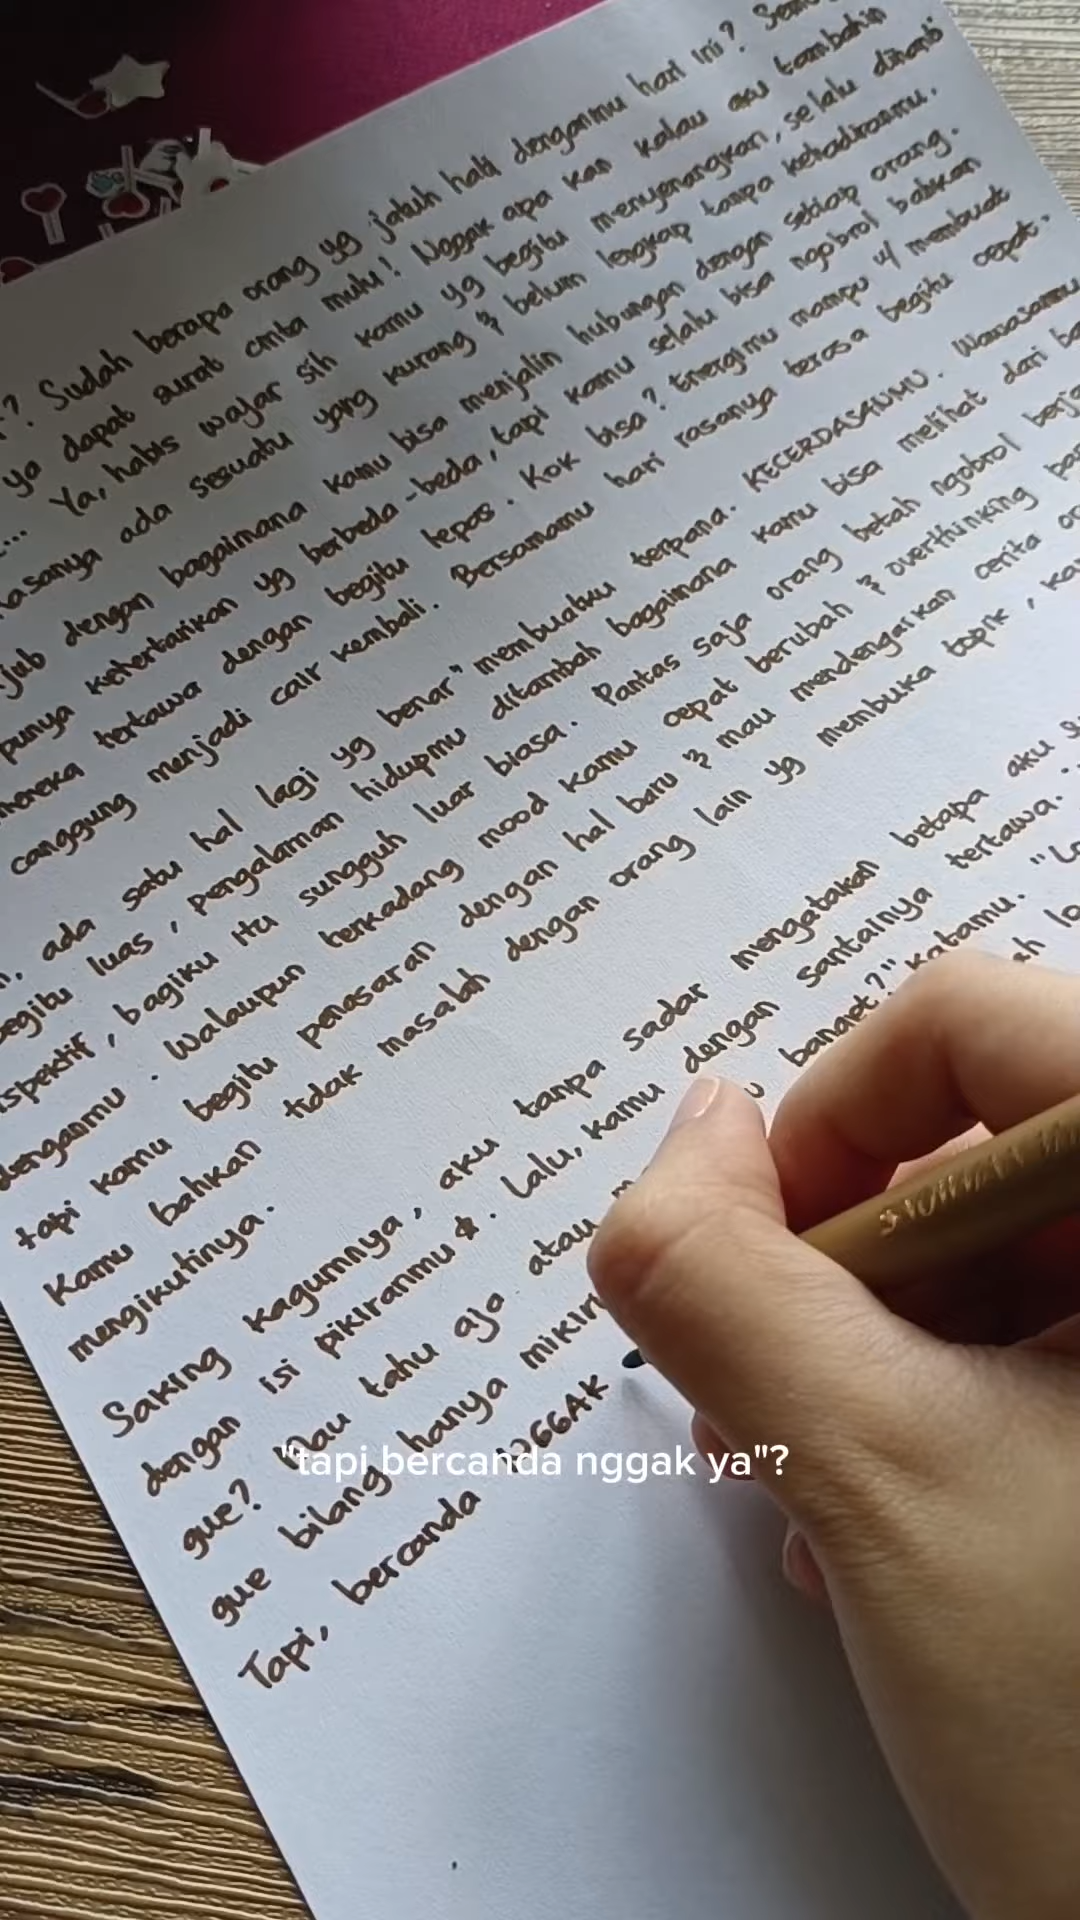 ? Sudah berapa orang yg jatuh hati denganmu hari ini?
ya dapat surat cinta mulu! Nggak apa kan kalau aku tambahin
... Ya, habis wajar sih kamu yg begitu menyenangkan, selalu dinanti
rasanya ada sesuatu yang kurang & belum lengkap tanpa kehadiranmu.
dengan bagaimana kamu bisa menjalin hubungan dengan setiap orang.
punya ketertarikan yg berbeda-beda, tapi kamu selalu bisa ngobrol bahkan
mereka tertawa dengan begitu lepas. Kok bisa? Energimu mampu u/ membuat
canggung menjadi cair kembali. Bersamamu hari rasanya terasa begitu cepat.
ada satu hal lagi yg benar" membuatku terpana. KECERDASANMU. Wawasanmu
begitu luas, pengalaman hidupmu ditambah bagaimana kamu bisa melihat dari
bagiku itu sungguh luar biasa. Pantas saja orang betah ngobrol
denganmu. Walaupun terkadang mood kamu cepat berubah & overthinking
tapi kamu begitu penasaran dengan hal baru & mau mendengarkan cerita
Kamu bahkan tidak masalah dengan orang lain yg membuka topik,
mengikutinya.
Saking kagumnya, aku tanpa sadar mengatakan betapa aku
dengan isi pikiranmu. Lalu, kamu dengan santainya tertawa.
gue? Mau tahu aja atau banget?" katamu.
gue bilang hanya
Tapi, bercanda NGGAK
"tapi bercanda nggak ya"?